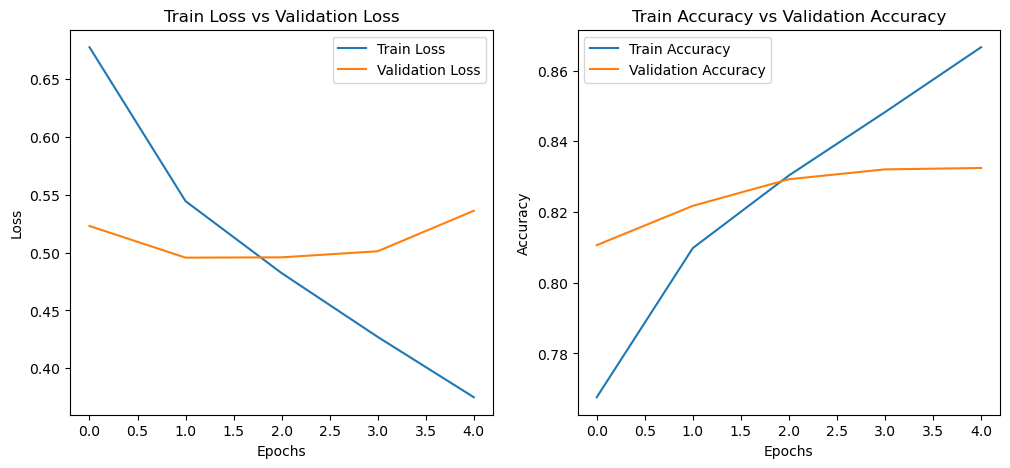 Train Loss vs Validation Loss
Train Loss
Validation Loss
0.65
0.60
0.55
0.50
0.45
0.40
Loss
0.0 0.5 1.0 1.5 2.0 2.5 3.0 3.5 4.0
Epochs
Train Accuracy vs Validation Accuracy
Train Accuracy
Validation Accuracy
0.86
0.84
0.82
0.80
0.78
Accuracy
0.0 0.5 1.0 1.5 2.0 2.5 3.0 3.5 4.0
Epochs